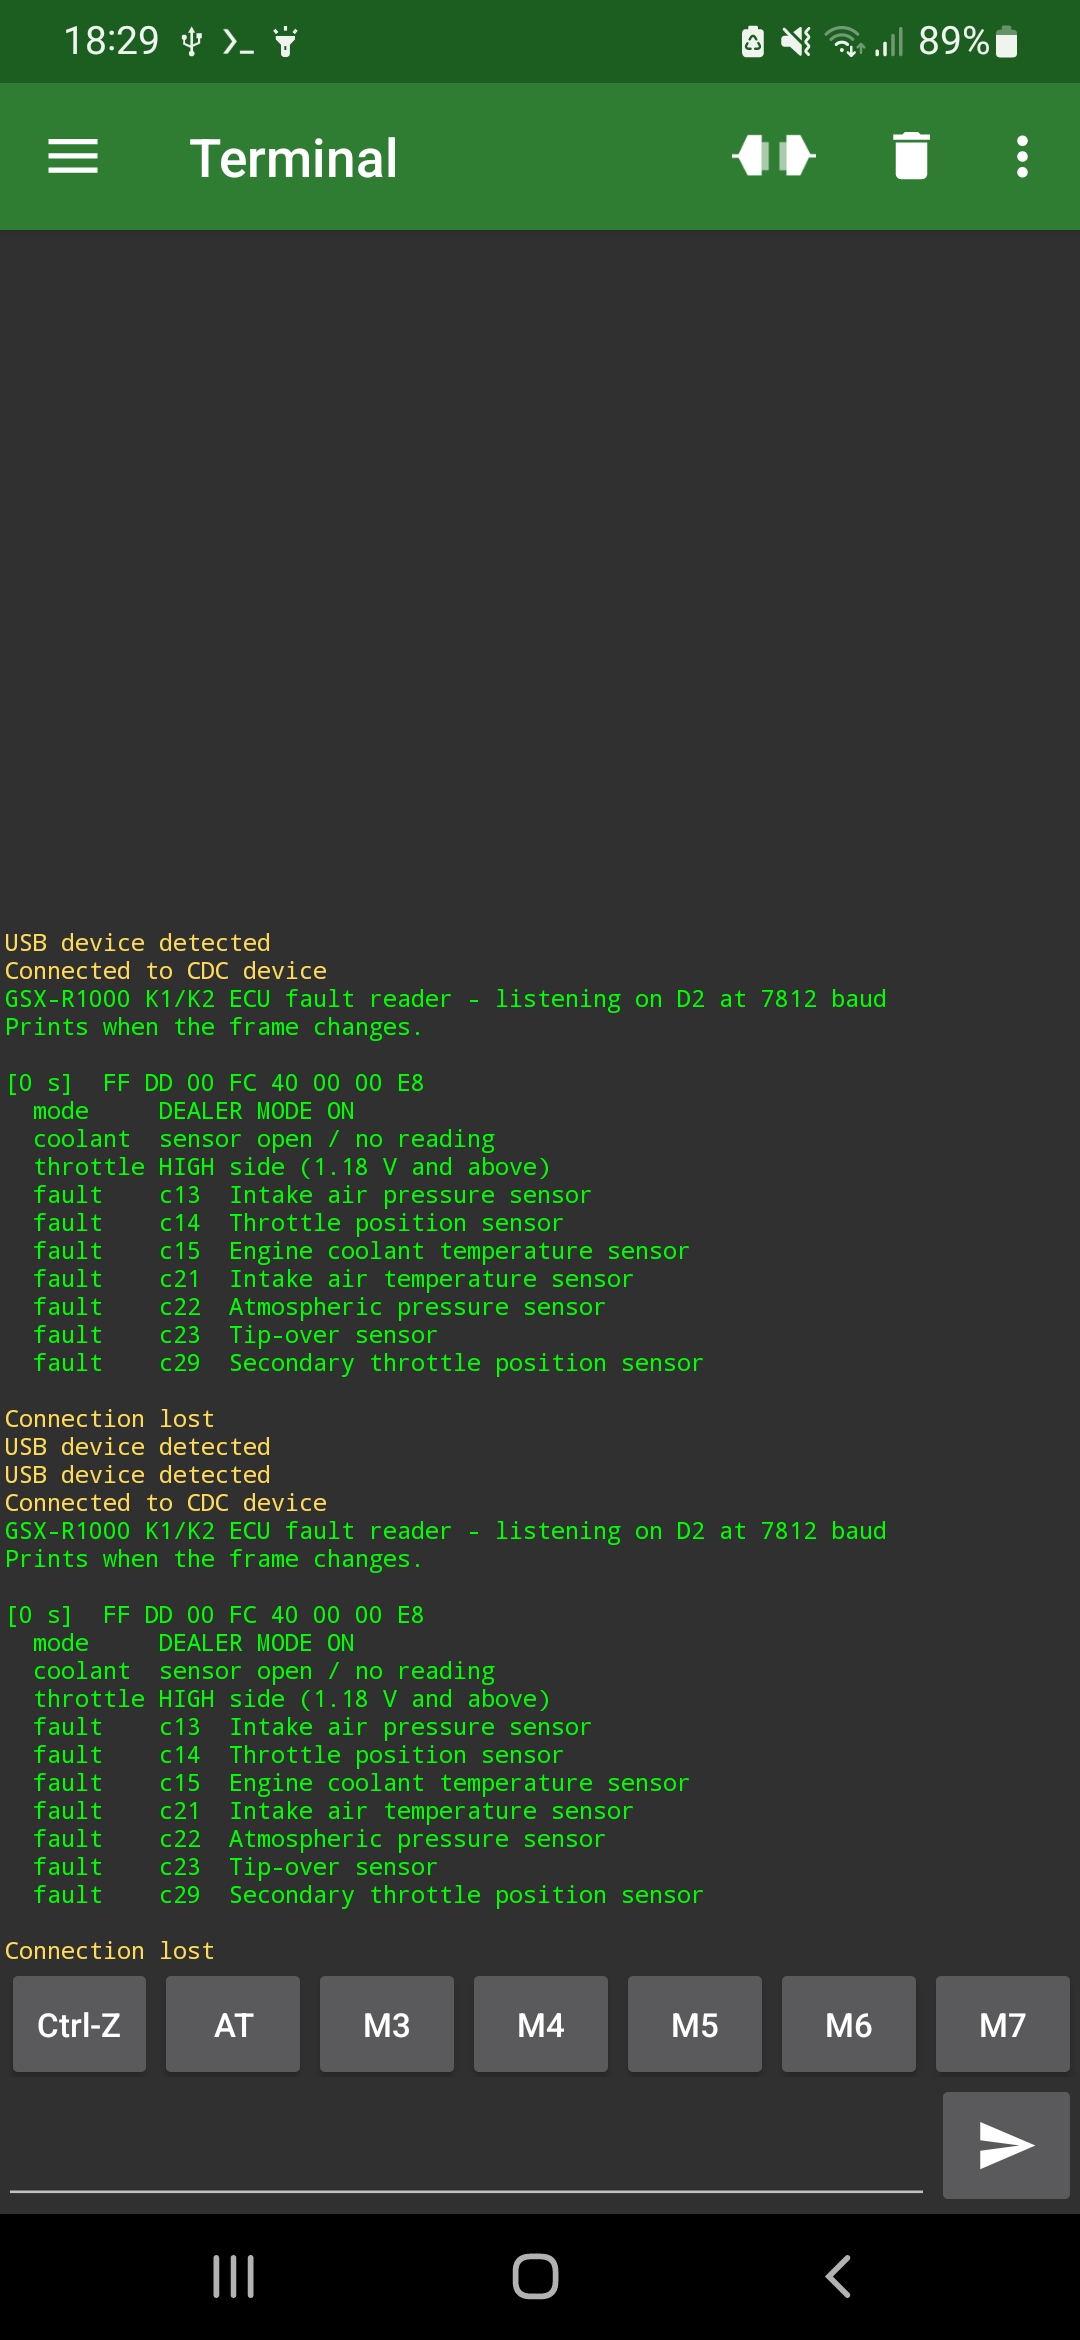 18:29
89%
Terminal
USB device detected
Connected to CDC device
GSX-R1000 K1/K2 ECU fault reader - listening on D2 at 7812 baud
Prints when the frame changes.
[0 s]  FF DD 00 FC 40 00 00 E8
  mode     DEALER MODE ON
  coolant  sensor open / no reading
  throttle HIGH side (1.18 V and above)
  fault    c13  Intake air pressure sensor
  fault    c14  Throttle position sensor
  fault    c15  Engine coolant temperature sensor
  fault    c21  Intake air temperature sensor
  fault    c22  Atmospheric pressure sensor
  fault    c23  Tip-over sensor
  fault    c29  Secondary throttle position sensor
Connection lost
USB device detected
USB device detected
Connected to CDC device
GSX-R1000 K1/K2 ECU fault reader - listening on D2 at 7812 baud
Prints when the frame changes.
[0 s]  FF DD 00 FC 40 00 00 E8
  mode     DEALER MODE ON
  coolant  sensor open / no reading
  throttle HIGH side (1.18 V and above)
  fault    c13  Intake air pressure sensor
  fault    c14  Throttle position sensor
  fault    c15  Engine coolant temperature sensor
  fault    c21  Intake air temperature sensor
  fault    c22  Atmospheric pressure sensor
  fault    c23  Tip-over sensor
  fault    c29  Secondary throttle position sensor
Connection lost
Ctrl-Z AT M3 M4 M5 M6 M7